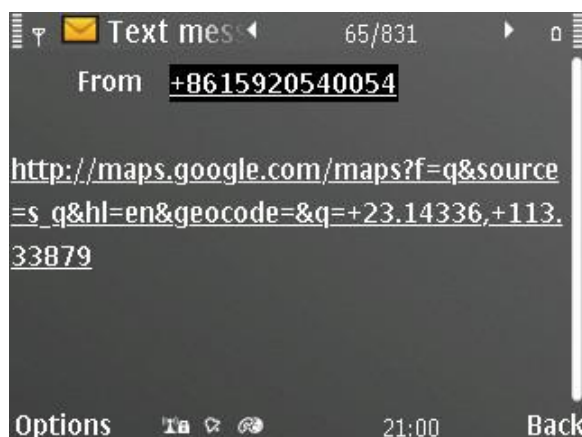 Text mes
65/831
From +8615920540054
http://maps.google.com/maps?f=q&source
=s_q&hl=en&geocode=&q=+23.14336,+113.
33879
Options 21:00 Back